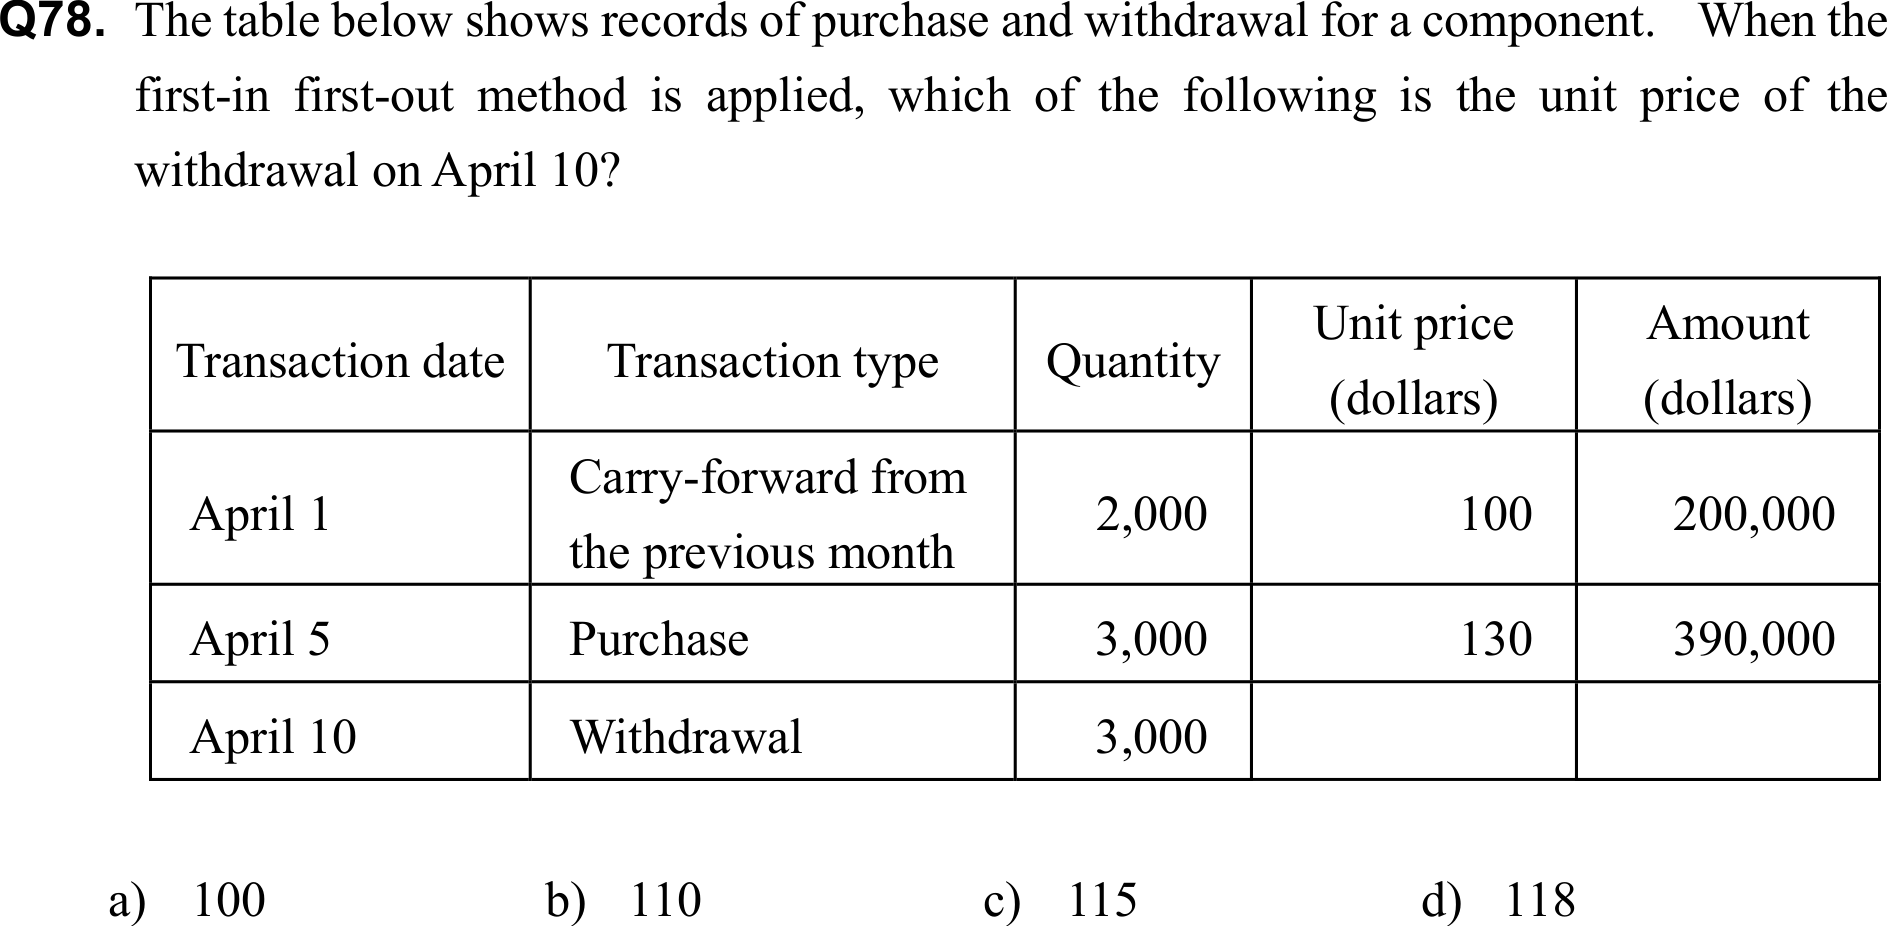 Q78. The table below shows records of purchase and withdrawal for a component. When the
first-in first-out method is applied, which of the following is the unit price of the
withdrawal on April 10?
Transaction date Transaction type Quantity Unit price (dollars) Amount (dollars)
April 1 Carry-forward from the previous month 2,000 100 200,000
April 5 Purchase 3,000 130 390,000
April 10 Withdrawal 3,000
a) 100 b) 110 c) 115 d) 118